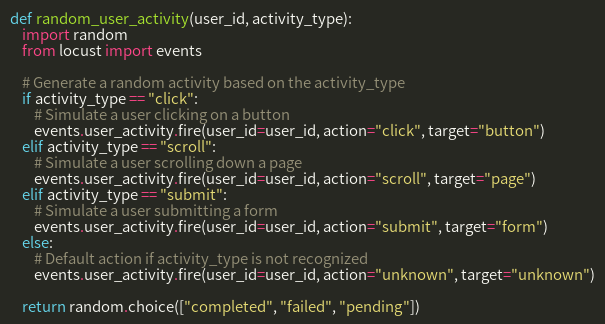 def random_user_activity(user_id, activity_type):
    import random
    from locust import events

    # Generate a random activity based on the activity_type
    if activity_type == "click":
        # Simulate a user clicking on a button
        events.user_activity.fire(user_id=user_id, action="click", target="button")
    elif activity_type == "scroll":
        # Simulate a user scrolling down a page
        events.user_activity.fire(user_id=user_id, action="scroll", target="page")
    elif activity_type == "submit":
        # Simulate a user submitting a form
        events.user_activity.fire(user_id=user_id, action="submit", target="form")
    else:
        # Default action if activity_type is not recognized
        events.user_activity.fire(user_id=user_id, action="unknown", target="unknown")

    return random.choice(["completed", "failed", "pending"])